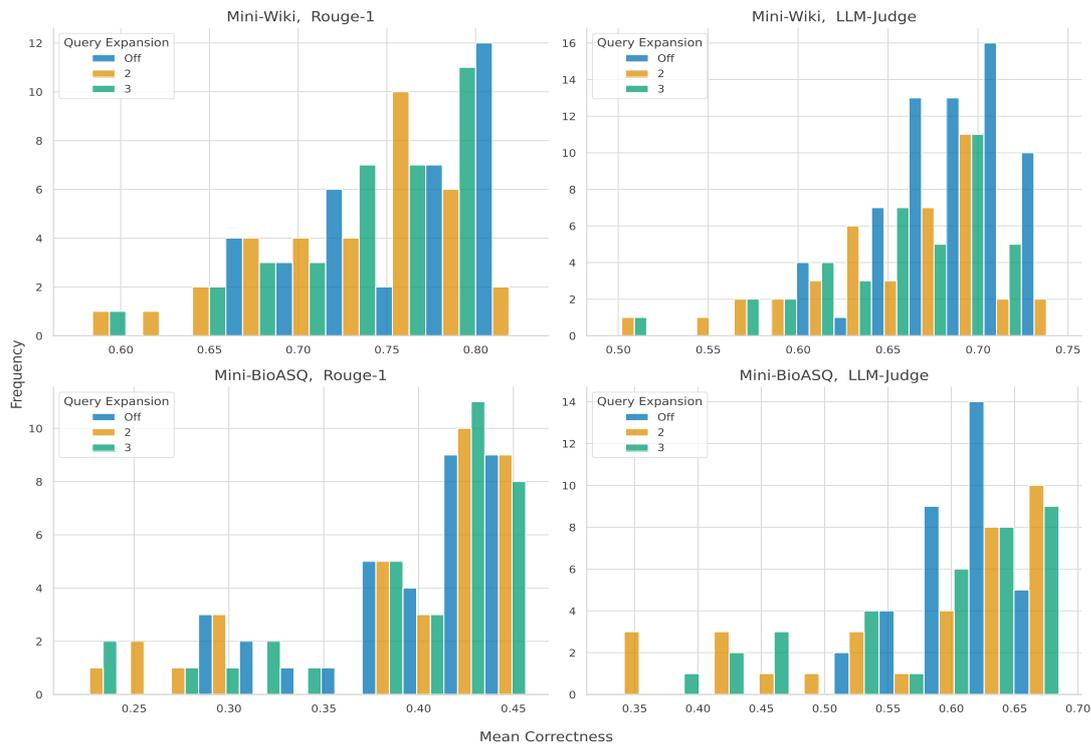 Mini-Wiki, Rouge-1
Query Expansion
Off
2
3
12
10
8
6
4
2
0
0.60 0.65 0.70 0.75 0.80
Mini-Wiki, LLM-Judge
Query Expansion
Off
2
3
16
14
12
10
8
6
4
2
0
0.50 0.55 0.60 0.65 0.70 0.75
Frequency
Mini-BioASQ, Rouge-1
Query Expansion
Off
2
3
10
8
6
4
2
0
0.25 0.30 0.35 0.40 0.45
Mini-BioASQ, LLM-Judge
Query Expansion
Off
2
3
14
12
10
8
6
4
2
0
0.35 0.40 0.45 0.50 0.55 0.60 0.65 0.70
Mean Correctness